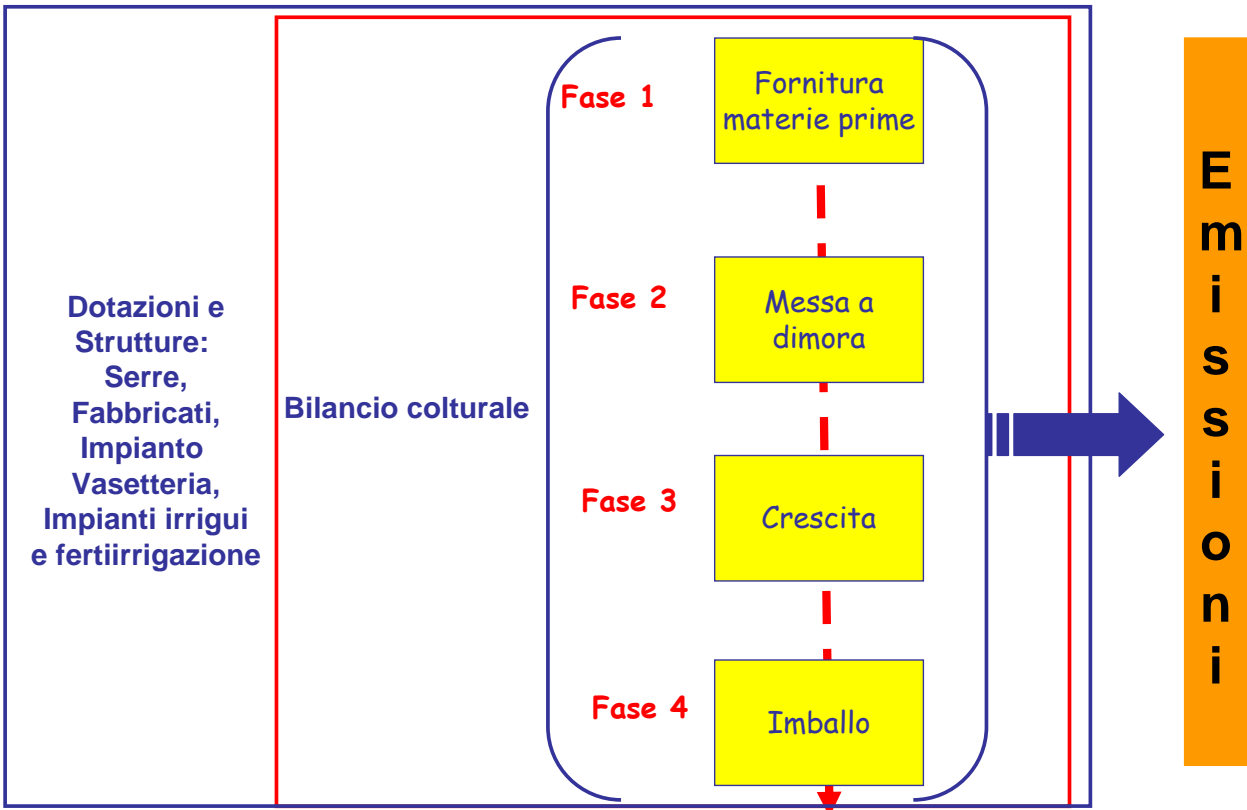 Dotazioni e
Strutture:
Serre,
Fabbricati,
Impianto
Vasetteria,
Impianti irrigui
e fertiirrigazione
Bilancio colturale
Fase 1
Fornitura
materie prime
Fase 2
Messa a
dimora
Fase 3
Crescita
Fase 4
Imballo
E
m
i
s
s
i
o
n
i